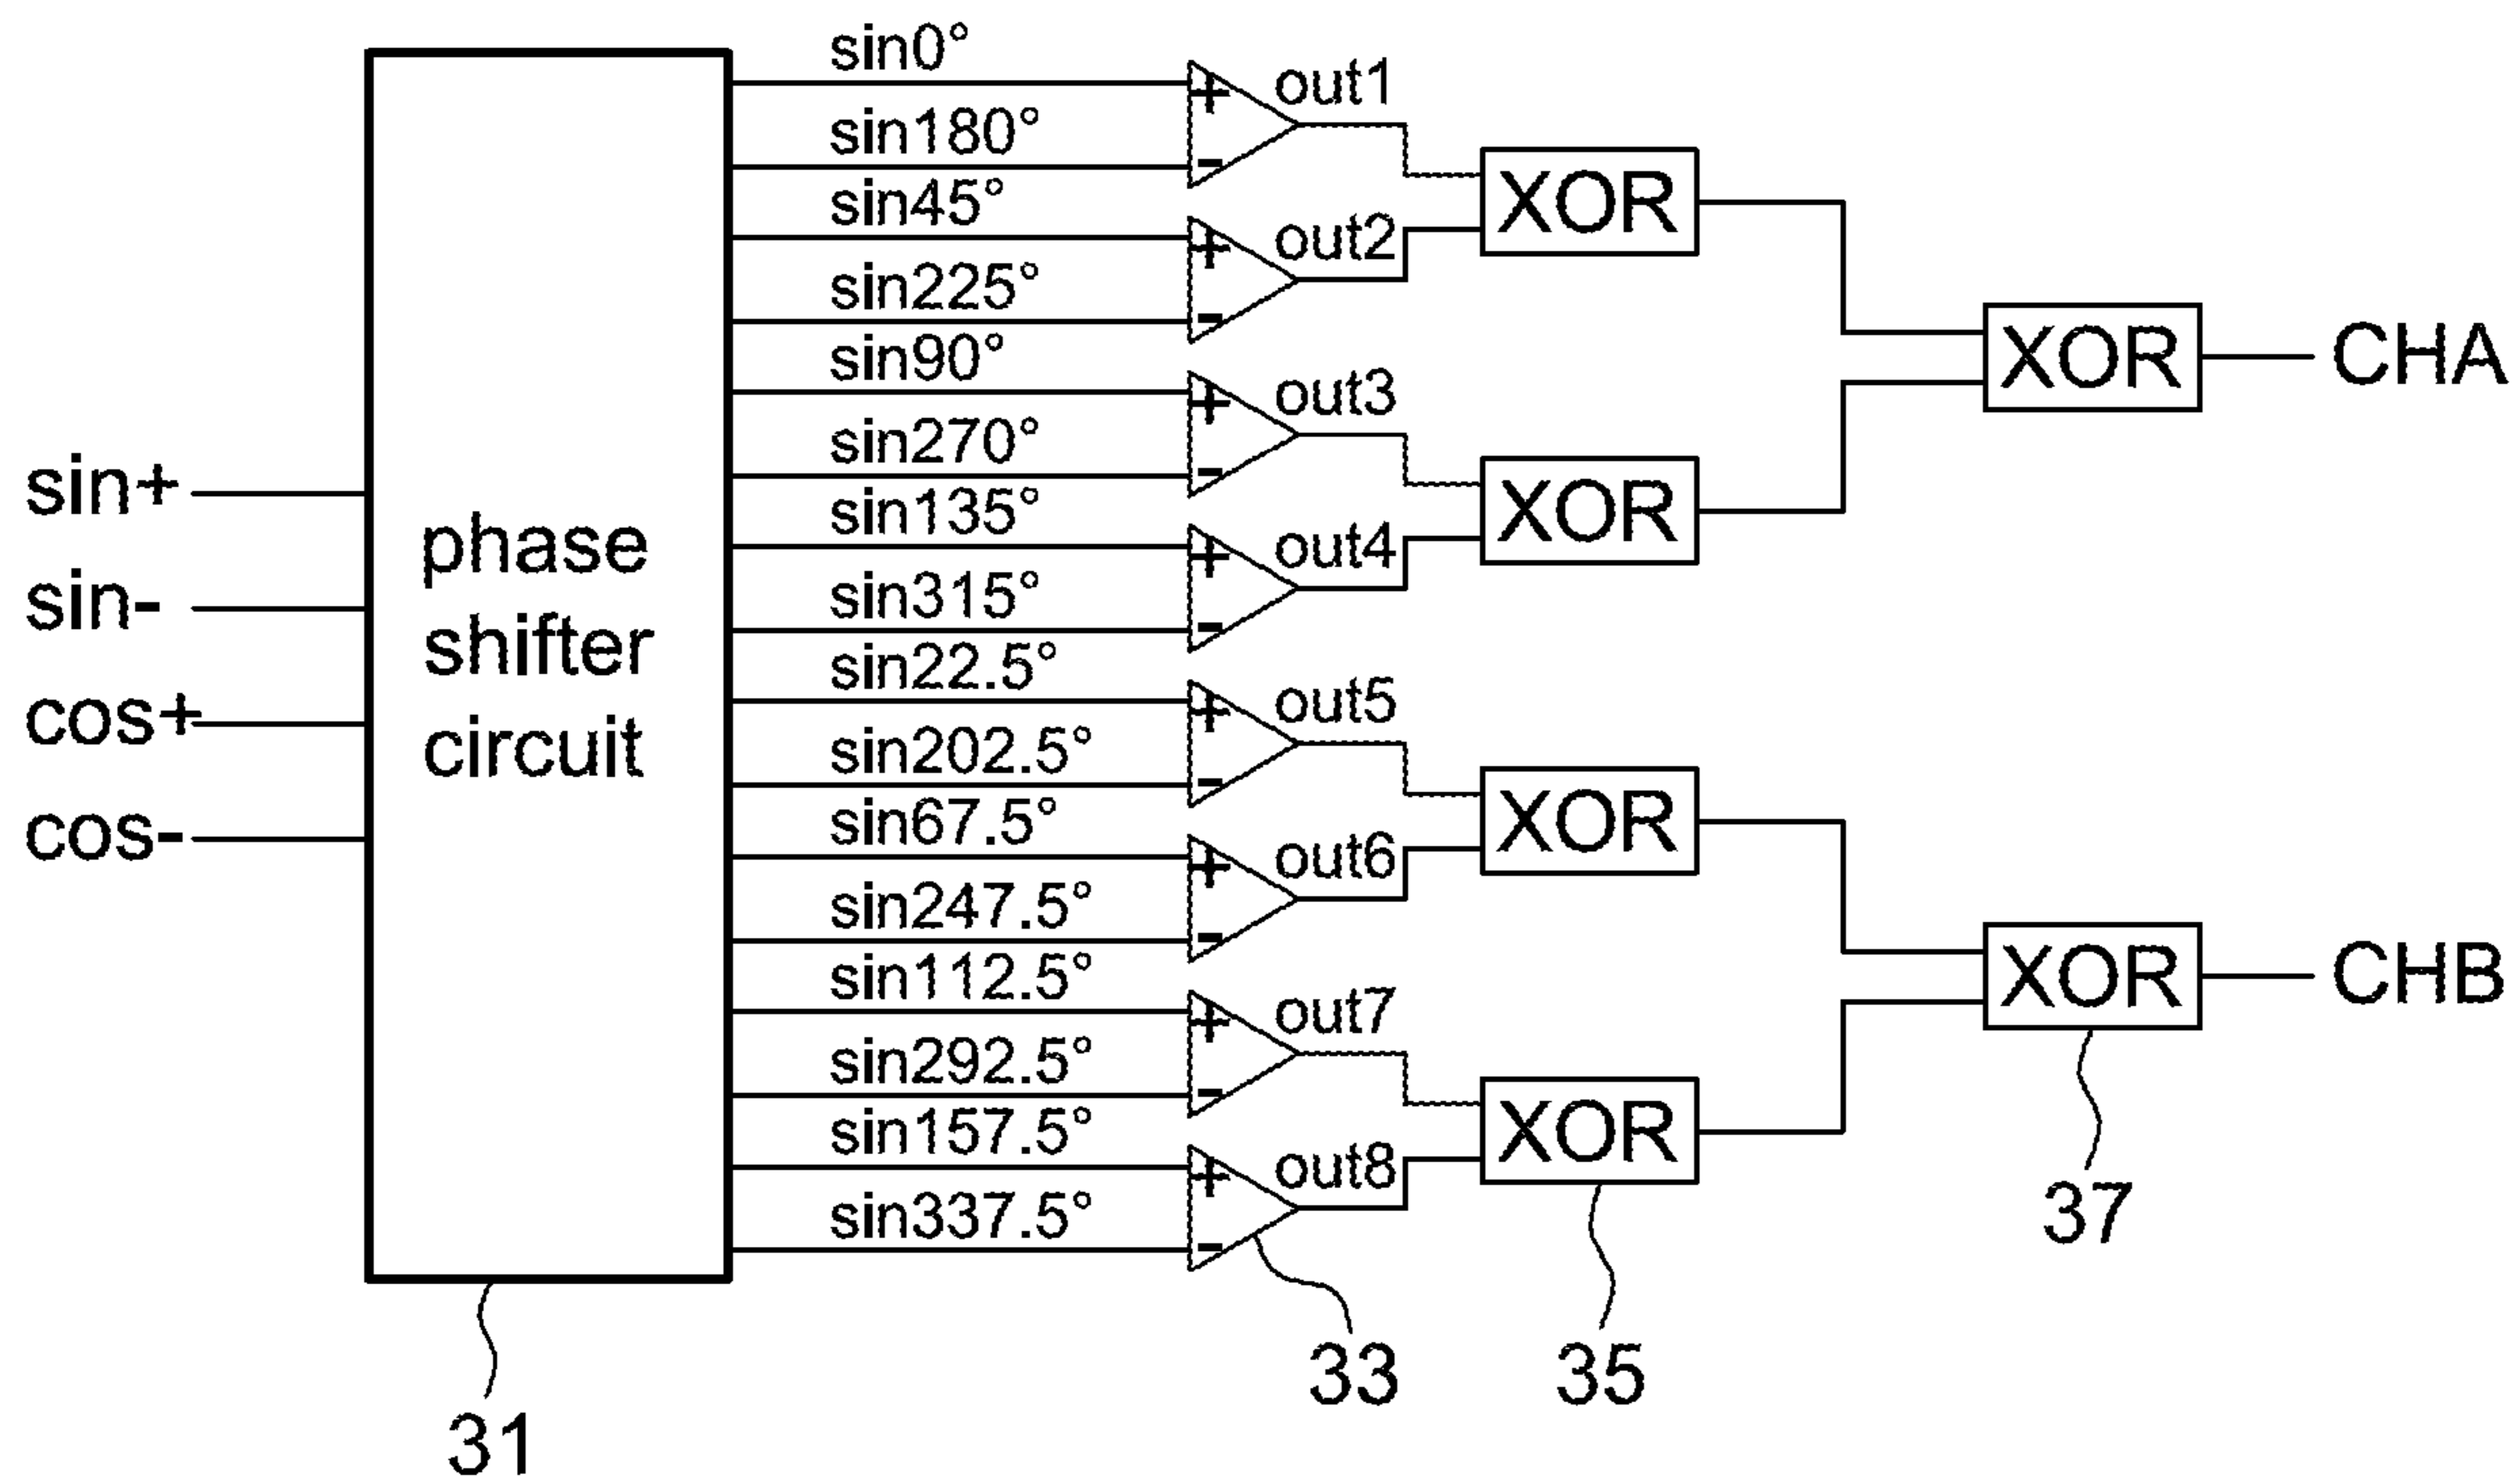 sin+
sin-
cos+
cos-
phase
shifter
circuit
31
sin0°
sin180°
sin45°
sin225°
sin90°
sin270°
sin135°
sin315°
sin22.5°
sin202.5°
sin67.5°
sin247.5°
sin112.5°
sin292.5°
sin157.5°
sin337.5°
+
-
+
-
+
-
+
-
+
-
+
-
+
-
+
-
out1
out2
out3
out4
out5
out6
out7
out8
33
XOR
XOR
XOR
XOR
35
XOR
XOR
37
CHA
CHB